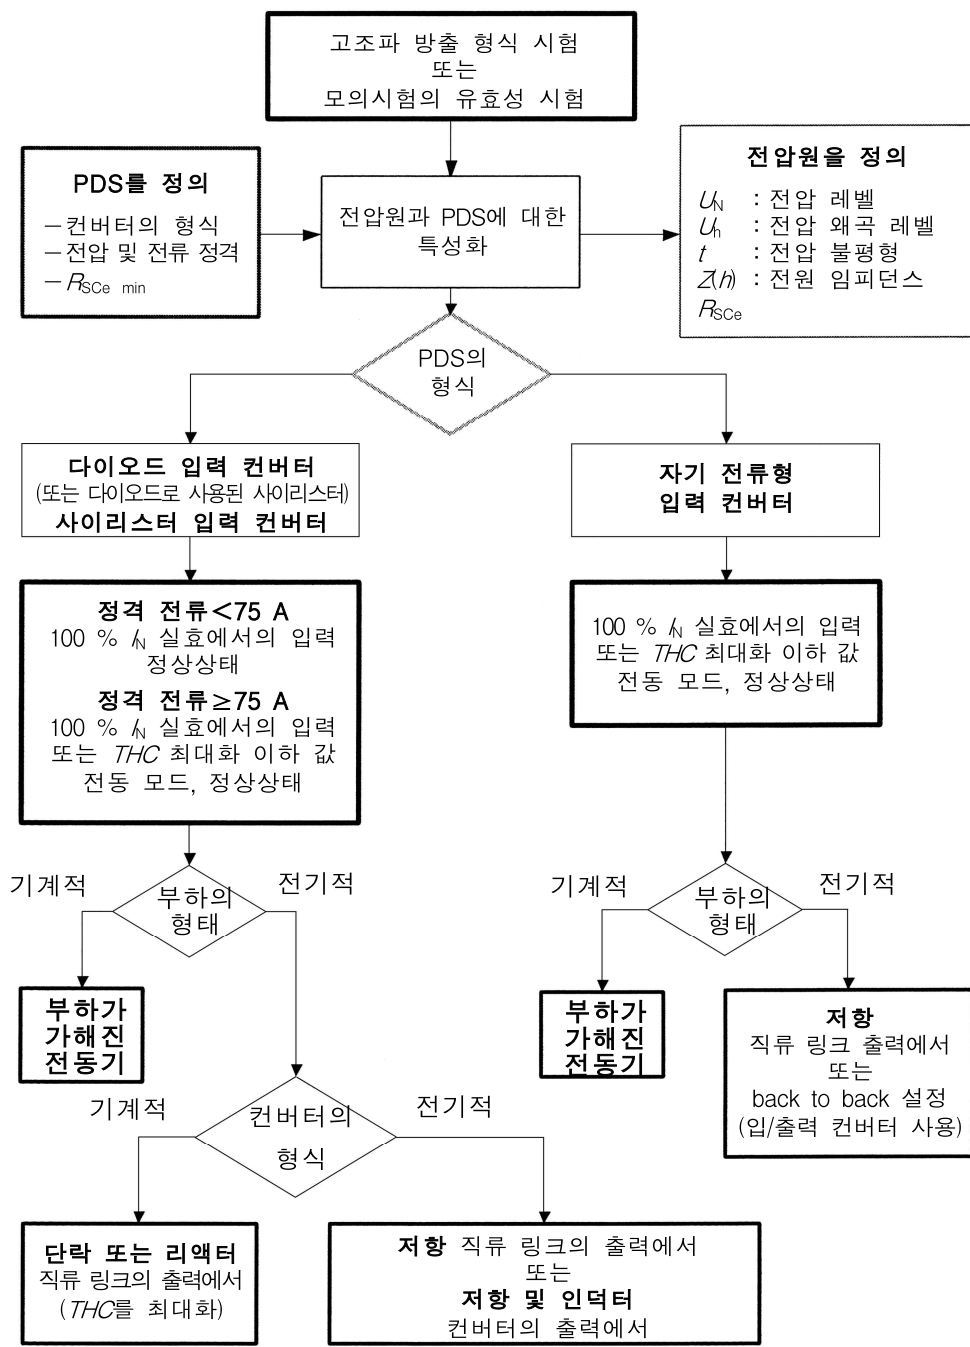 고조파 방출 형식 시험
또는
모의시험의 유효성 시험
PDS를 정의
－컨버터의 형식
－전압 및 전류 정격
－RSCe min
전압원과 PDS에 대한
특성화
전압원을 정의
UN : 전압 레벨
Uh : 전압 왜곡 레벨
t : 전압 불평형
Z(h) : 전원 임피던스
RSCe
PDS의
형식
다이오드 입력 컨버터
(또는 다이오드로 사용된 사이리스터)
사이리스터 입력 컨버터
자기 전류형
입력 컨버터
정격 전류<75 A
100 % IN 실효에서의 입력
정상상태
정격 전류≥75 A
100 % IN 실효에서의 입력
또는 THC 최대화 이하 값
전동 모드, 정상상태
100 % IN 실효에서의 입력
또는 THC 최대화 이하 값
전동 모드, 정상상태
기계적
부하의
형태
전기적
기계적
부하의
형태
전기적
부하가
가해진
전동기
부하가
가해진
전동기
저항
직류 링크 출력에서
또는
back to back 설정
(입/출력 컨버터 사용)
기계적
컨버터의
형식
전기적
단락 또는 리액터
직류 링크의 출력에서
(THC를 최대화)
저항 직류 링크의 출력에서
또는
저항 및 인덕터
컨버터의 출력에서